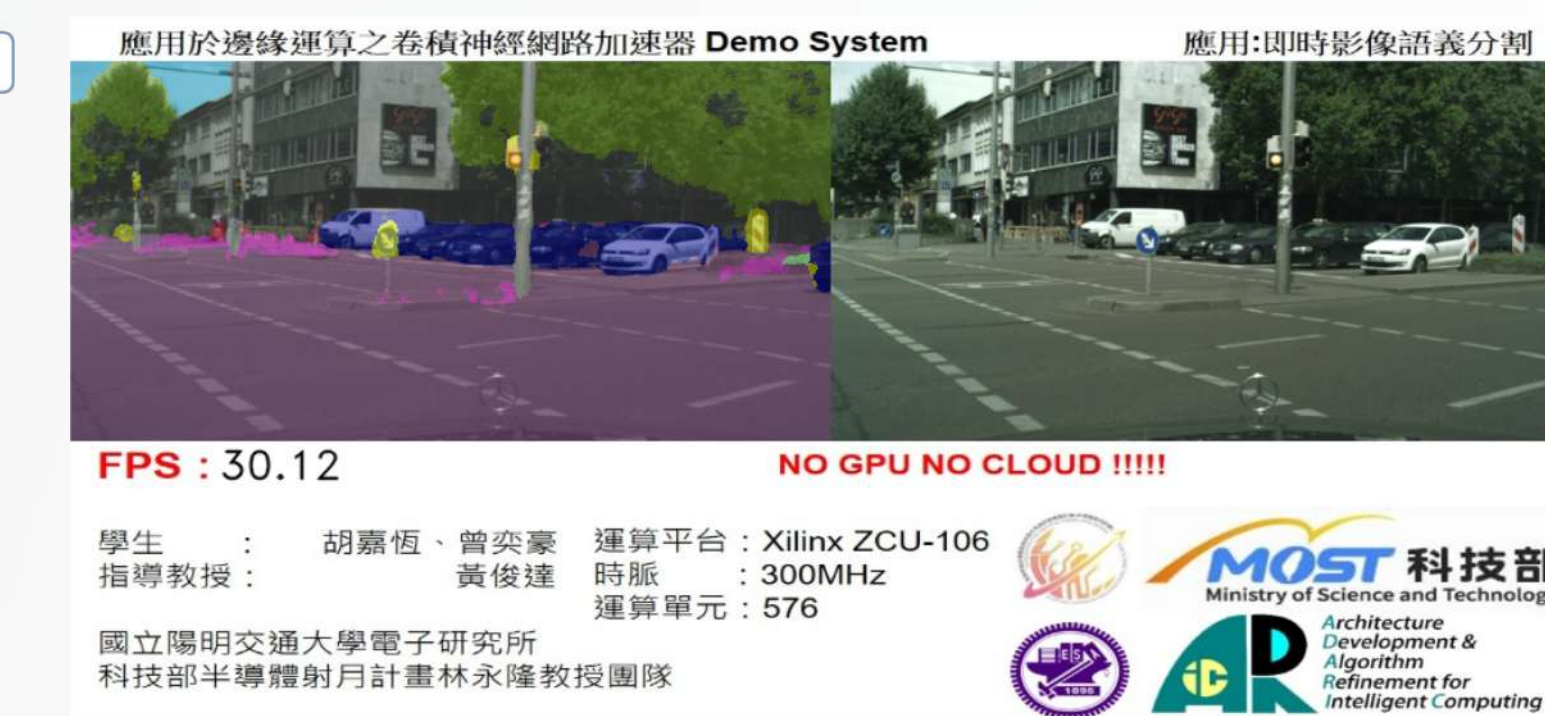 應用於邊緣運算之卷積神經網路加速器 Demo System
應用:即時影像語義分割
FPS : 30.12
NO GPU NO CLOUD !!!!!
學生 : 胡嘉恆、曾奕豪
指導教授 : 黃俊達
運算平台 : Xilinx ZCU-106
時脈 : 300MHz
運算單元 : 576
國立陽明交通大學電子研究所
科技部半導體射月計畫林永隆教授團隊
MOST 科技部
Ministry of Science and Technolog
Architecture
Development &
Algorithm
Refinement for
Intelligent Computing
iC
1896